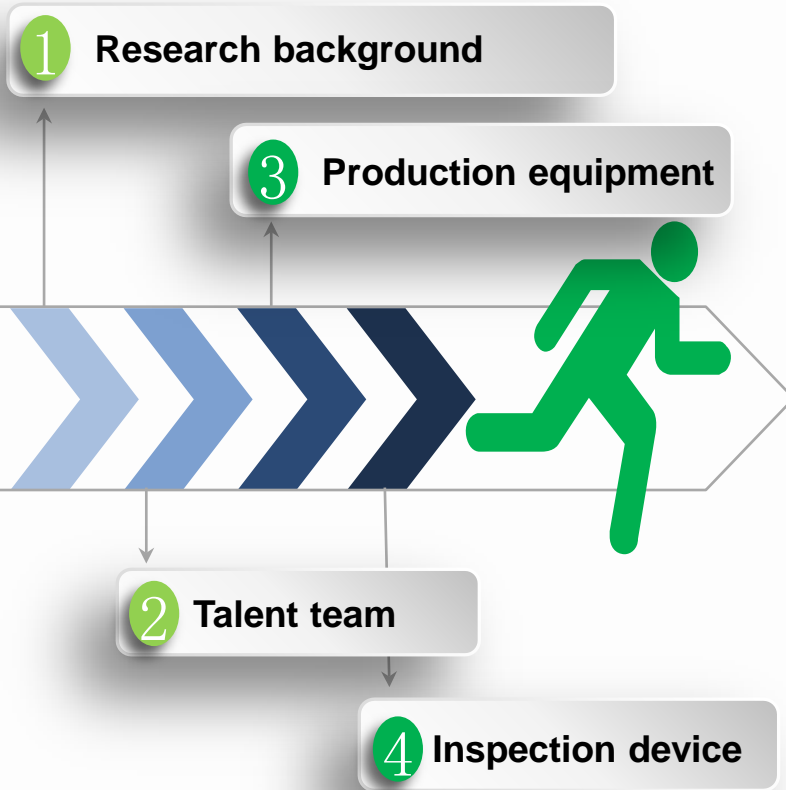 1 Research background
3 Production equipment
2 Talent team
4 Inspection device